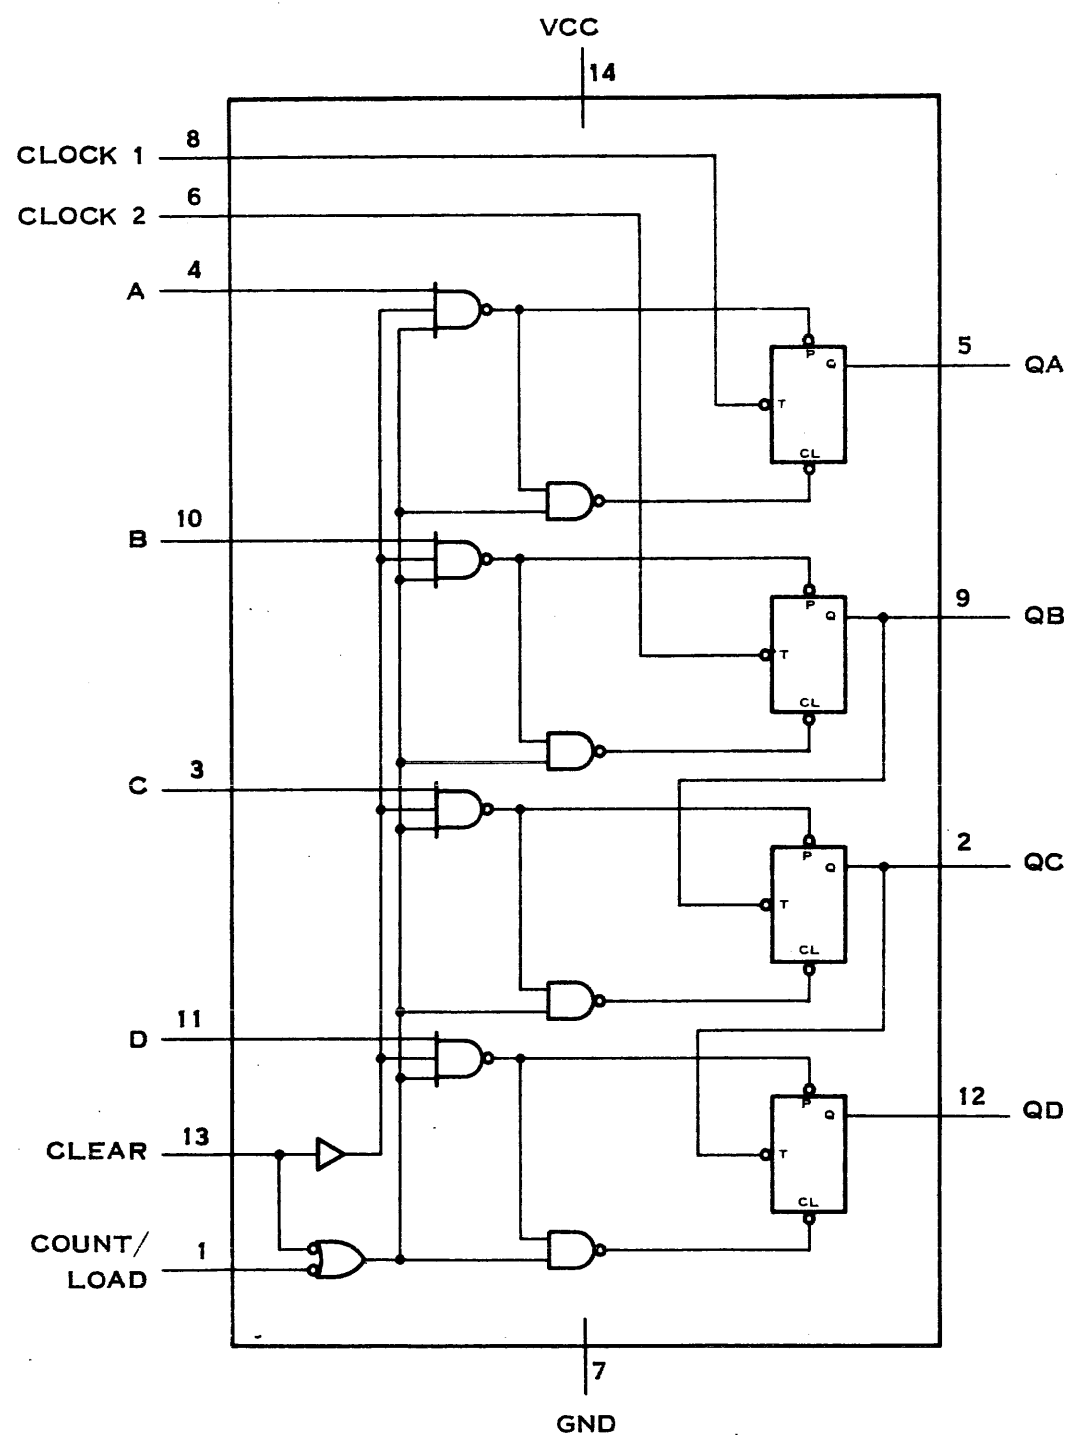 VCC
14
CLOCK 1 8
CLOCK 2 6
A 4
P
Q 5 QA
T
CL
B 10
P
Q 9 QB
T
CL
C 3
P
Q 2 QC
T
CL
D 11
P
Q 12 QD
T
CL
CLEAR 13
COUNT/ 1
LOAD
7
GND